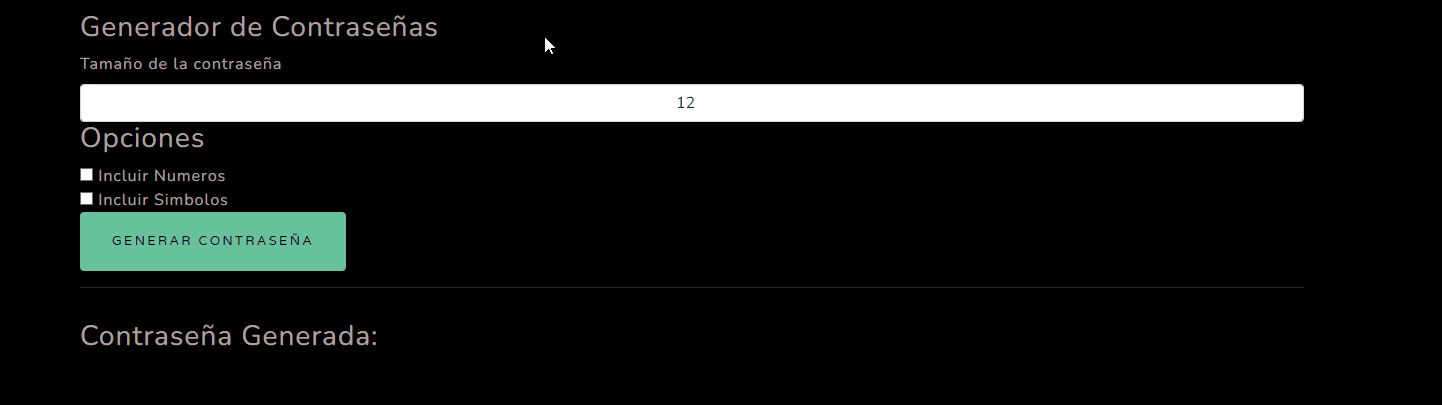 Generador de Contraseñas
Tamaño de la contraseña
12
Opciones
Incluir Numeros
Incluir Simbolos
GENERAR CONTRASEÑA
Contraseña Generada: